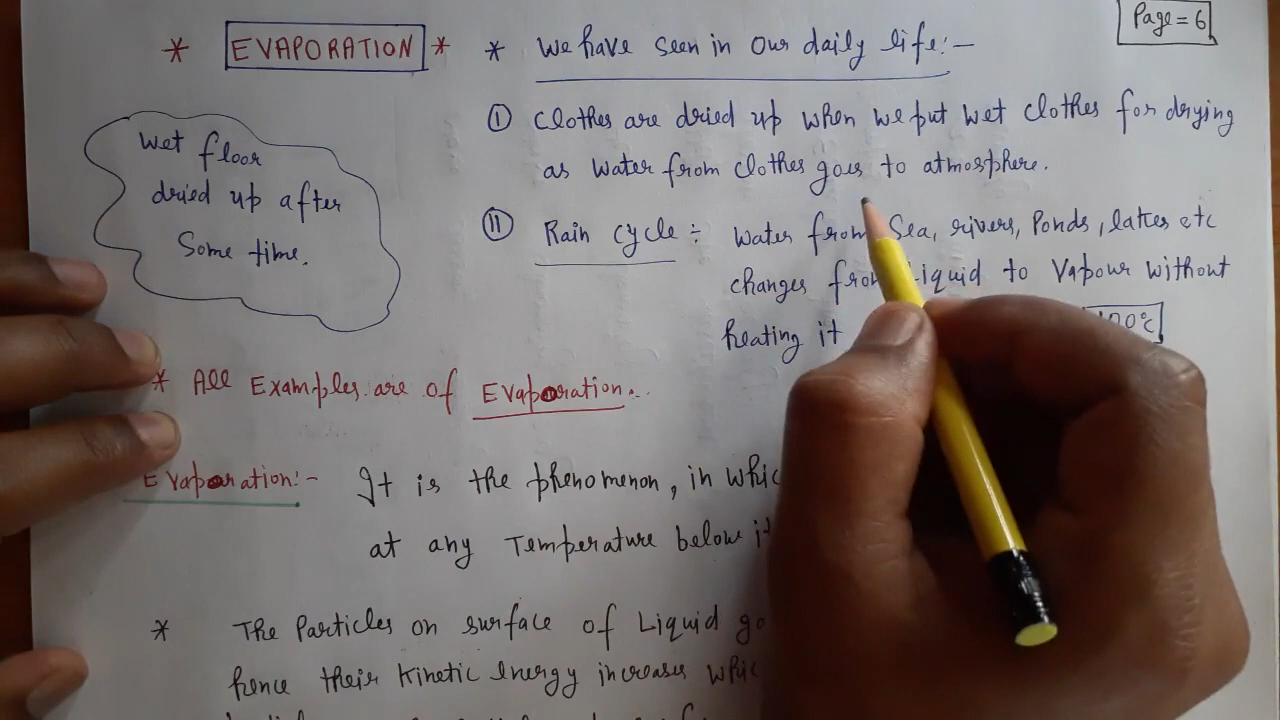 Page = 6
* EVAPORATION *
* We have seen in our daily life:-
Wet floor
dried up after
Some time.
① Clothes are dried up when we put wet clothes for drying
as water from clothes goes to atmosphere.
⑪ Rain Cycle : Water from Sea, rivers, Ponds, lakes etc
changes from Liquid to Vapour without
heating it 100°C
* All Examples are of Evaporation..
Evaporation:- It is the phenomenon, in
at any Temperature below
* The Particles on surface of Liquid
hence their Kinetic Energy increases